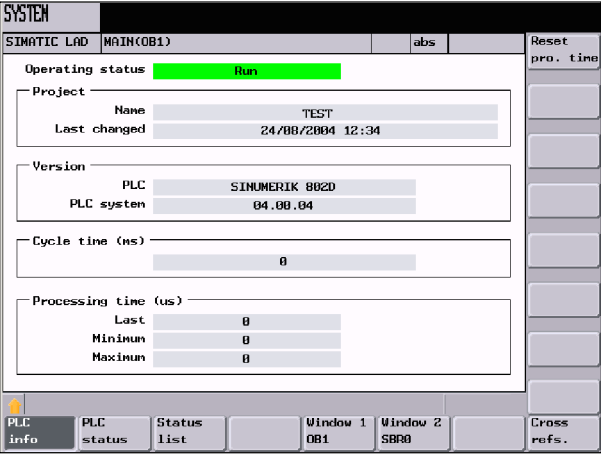 SYSTEM
SIMATIC LAD MAIN(OB1) abs
Reset
pro. time
Operating status Run
Project
Name TEST
Last changed 24/08/2004 12:34
Version
PLC SINUMERIK 802D
PLC system 04.00.04
Cycle time (ms)
0
Processing time (us)
Last 0
Minimum 0
Maximum 0
PLC info
PLC status
Status list
Window 1 OB1
Window 2 SBR0
Cross refs.